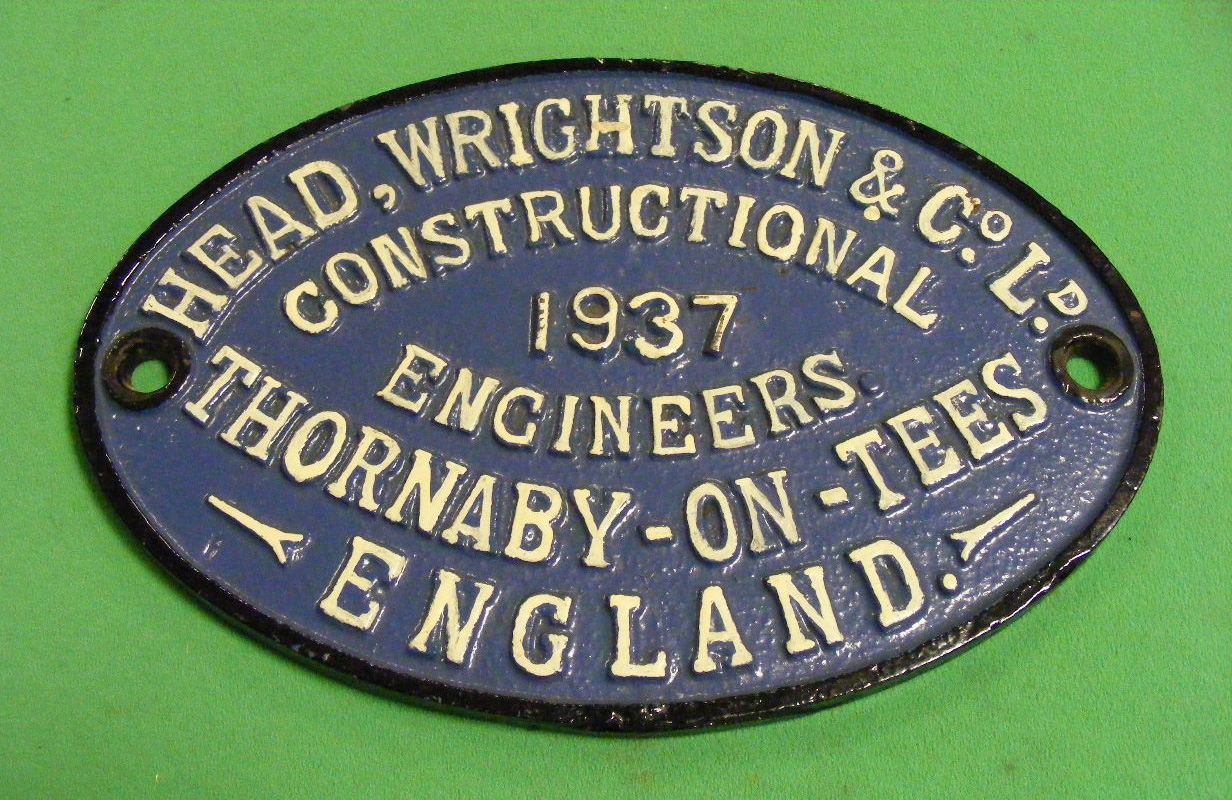 HEAD, WRIGHTSON & Co. LD.
CONSTRUCTIONAL
1937
ENGINEERS.
THORNABY-ON-TEES
ENGLAND.